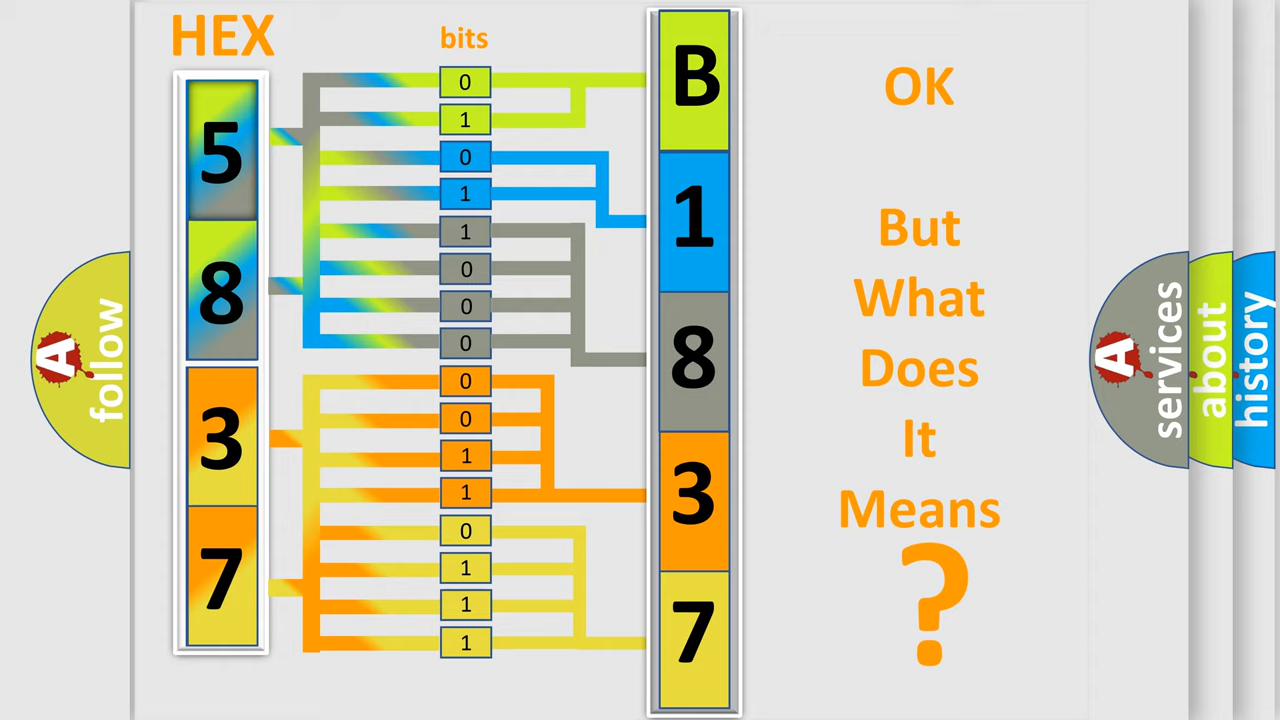 HEX
bits
5
8
3
7
0
1
0
1
1
0
0
0
0
0
1
1
0
1
1
1
B
1
8
3
7
OK
But
What
Does
It
Means
?
A
follow
A
services
about
history